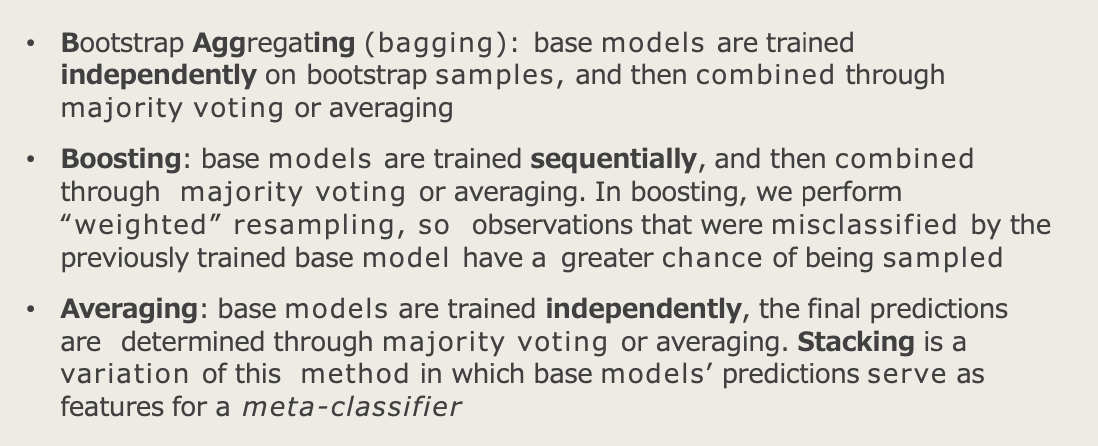 • Bootstrap Aggregating (bagging): base models are trained
independently on bootstrap samples, and then combined through
majority voting or averaging
• Boosting: base models are trained sequentially, and then combined
through majority voting or averaging. In boosting, we perform
“weighted” resampling, so observations that were misclassified by the
previously trained base model have a greater chance of being sampled
• Averaging: base models are trained independently, the final predictions
are determined through majority voting or averaging. Stacking is a
variation of this method in which base models’ predictions serve as
features for a meta-classifier